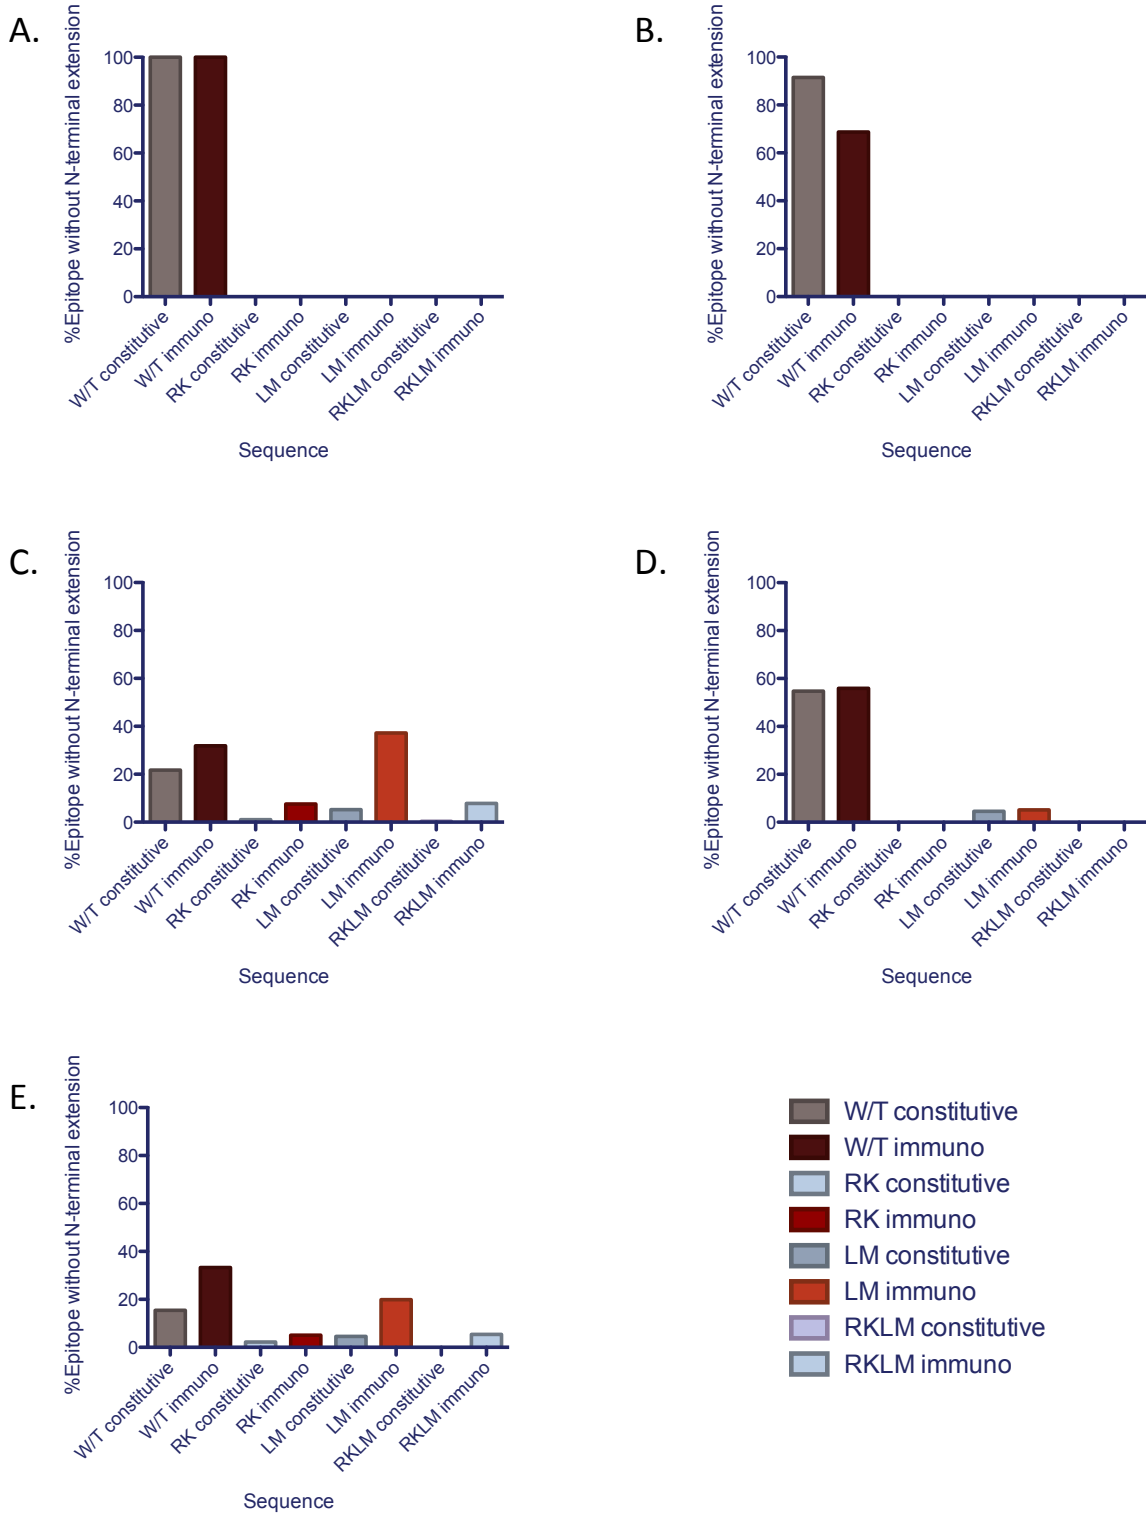 A.
%Epitope without N-terminal extension
100
80
60
40
20
0
W/T constitutive
W/T immuno
RK constitutive
RK immuno
LM constitutive
LM immuno
RKLM constitutive
RKLM immuno
Sequence
B.
%Epitope without N-terminal extension
100
80
60
40
20
0
W/T constitutive
W/T immuno
RK constitutive
RK immuno
LM constitutive
LM immuno
RKLM constitutive
RKLM immuno
Sequence
C.
%Epitope without N-terminal extension
100
80
60
40
20
0
W/T constitutive
W/T immuno
RK constitutive
RK immuno
LM constitutive
LM immuno
RKLM constitutive
RKLM immuno
Sequence
D.
%Epitope without N-terminal extension
100
80
60
40
20
0
W/T constitutive
W/T immuno
RK constitutive
RK immuno
LM constitutive
LM immuno
RKLM constitutive
RKLM immuno
Sequence
E.
%Epitope without N-terminal extension
100
80
60
40
20
0
W/T constitutive
W/T immuno
RK constitutive
RK immuno
LM constitutive
LM immuno
RKLM constitutive
RKLM immuno
Sequence
W/T constitutive
W/T immuno
RK constitutive
RK immuno
LM constitutive
LM immuno
RKLM constitutive
RKLM immuno